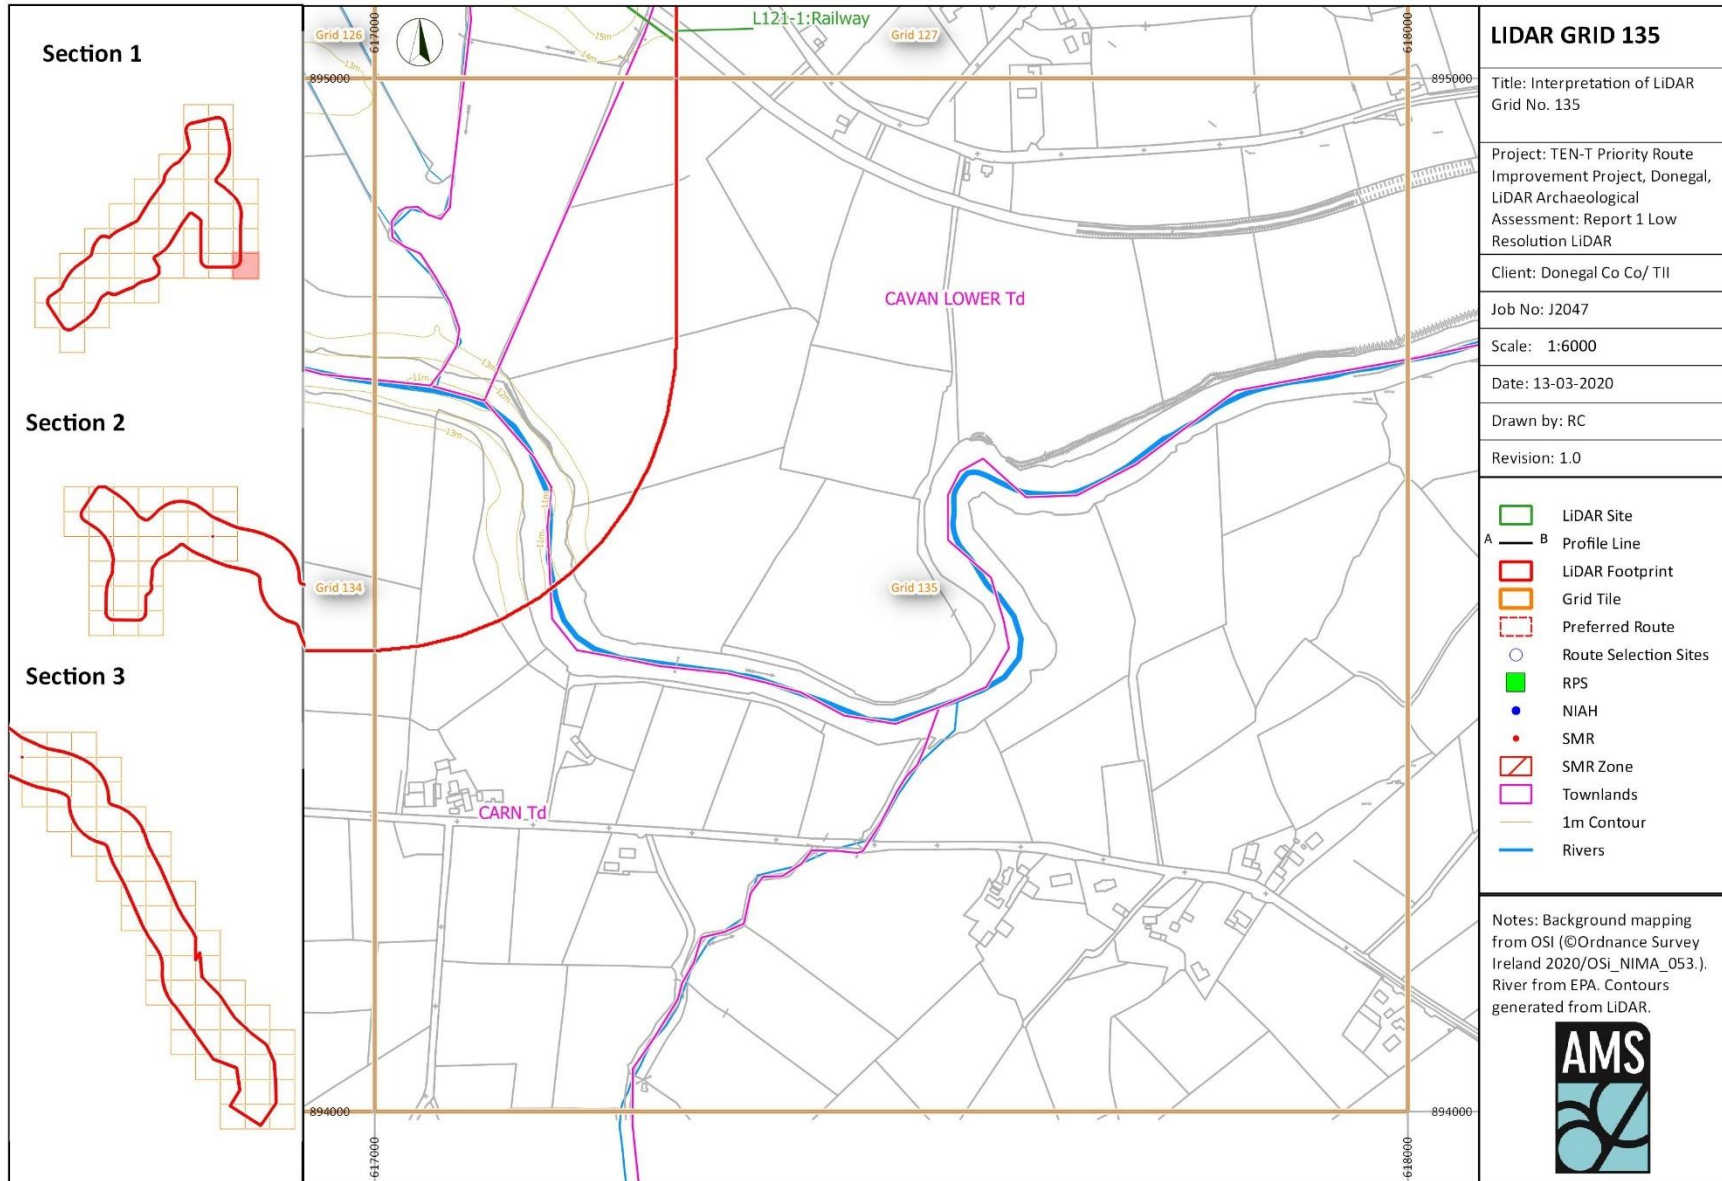 Section 1
Section 2
Section 3
L121-1:Railway
Grid 126
Grid 127
617000
618000
895000
895000
15m
14m
13m
CAVAN LOWER Td
13m
12m
11m
13m
11m
11m
Grid 134
Grid 135
CARN Td
894000
894000
617000
618000
LIDAR GRID 135
Title: Interpretation of LiDAR
Grid No. 135
Project: TEN-T Priority Route
Improvement Project, Donegal,
LiDAR Archaeological
Assessment: Report 1 Low
Resolution LiDAR
Client: Donegal Co Co/ TII
Job No: J2047
Scale: 1:6000
Date: 13-03-2020
Drawn by: RC
Revision: 1.0
LiDAR Site
A B Profile Line
LiDAR Footprint
Grid Tile
Preferred Route
Route Selection Sites
RPS
NIAH
SMR
SMR Zone
Townlands
1m Contour
Rivers
Notes: Background mapping
from OSI (©Ordnance Survey
Ireland 2020/OSi_NIMA_053.).
River from EPA. Contours
generated from LiDAR.
AMS